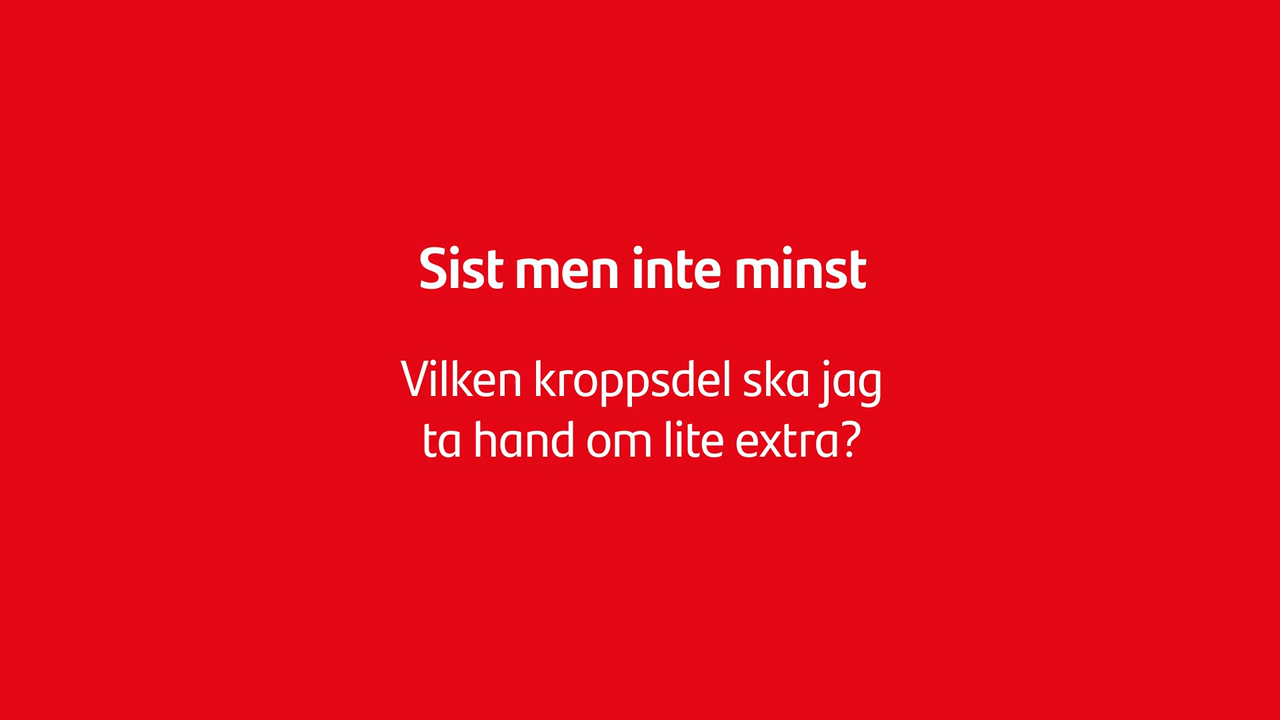 Sist men inte minst
Vilken kroppsdel ska jag
ta hand om lite extra?